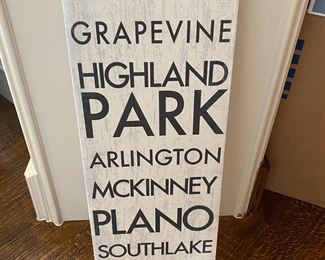 GRAPEVINE
HIGHLAND
PARK
ARLINGTON
MCKINNEY
PLANO
SOUTHLAKE